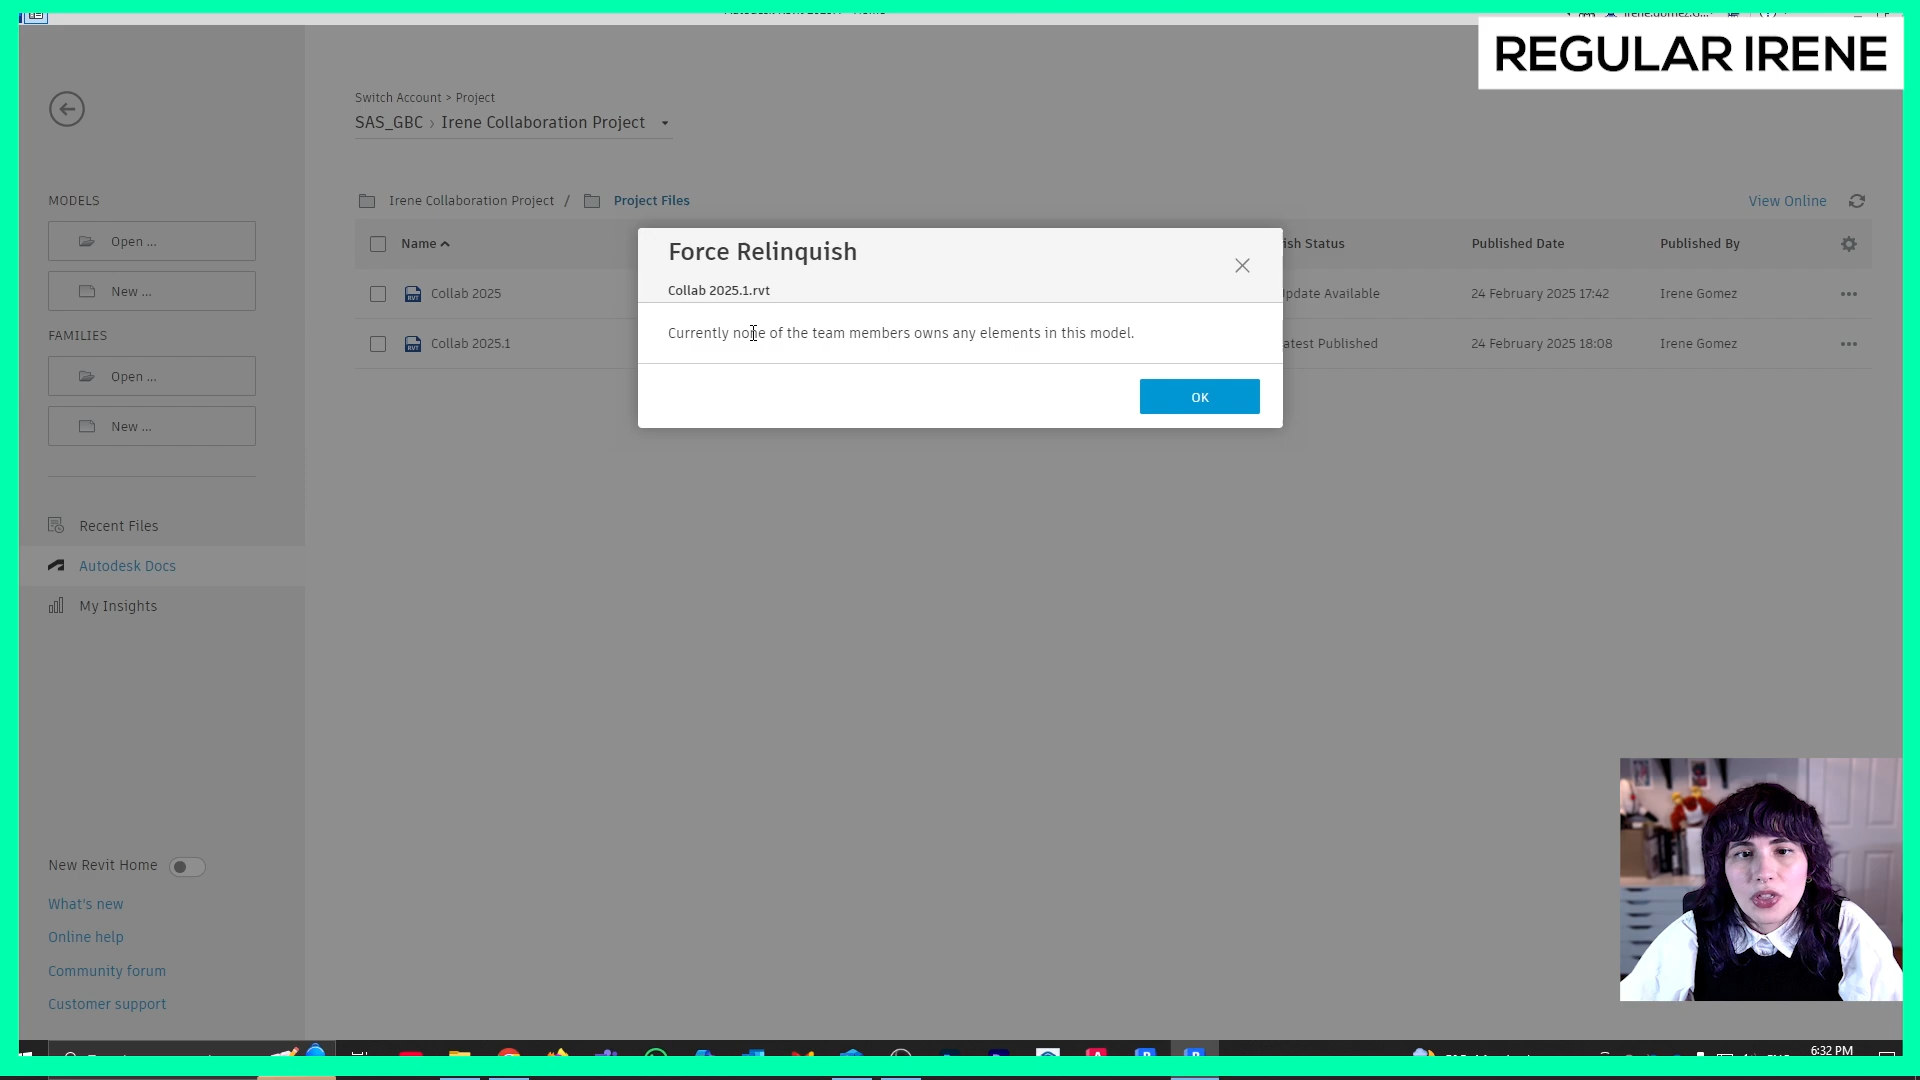 REGULAR IRENE
Switch Account > Project
SAS_GBC › Irene Collaboration Project
MODELS
Open ...
New ...
FAMILIES
Open ...
New ...
Recent Files
Autodesk Docs
My Insights
New Revit Home
What's new
Online help
Community forum
Customer support
Irene Collaboration Project / Project Files
View Online
Name
ish Status
Published Date
Published By
Collab 2025
pdate Available
24 February 2025 17:42
Irene Gomez
Collab 2025.1
atest Published
24 February 2025 18:08
Irene Gomez
Force Relinquish
Collab 2025.1.rvt
Currently none of the team members owns any elements in this model.
OK
6:32 PM